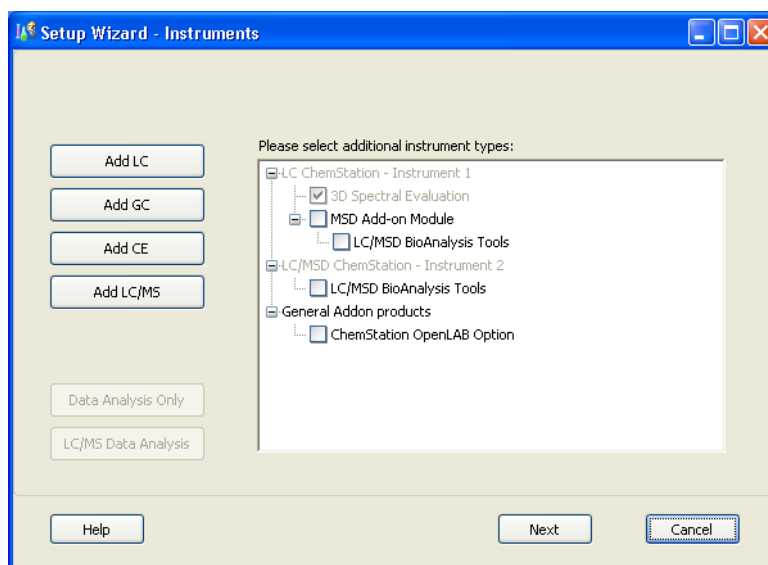 Setup Wizard - Instruments
Please select additional instrument types:
Add LC
Add GC
Add CE
Add LC/MS
Data Analysis Only
LC/MS Data Analysis
LC ChemStation - Instrument 1
3D Spectral Evaluation
MSD Add-on Module
LC/MSD BioAnalysis Tools
LC/MSD ChemStation - Instrument 2
LC/MSD BioAnalysis Tools
General Addon products
ChemStation OpenLAB Option
Help
Next
Cancel